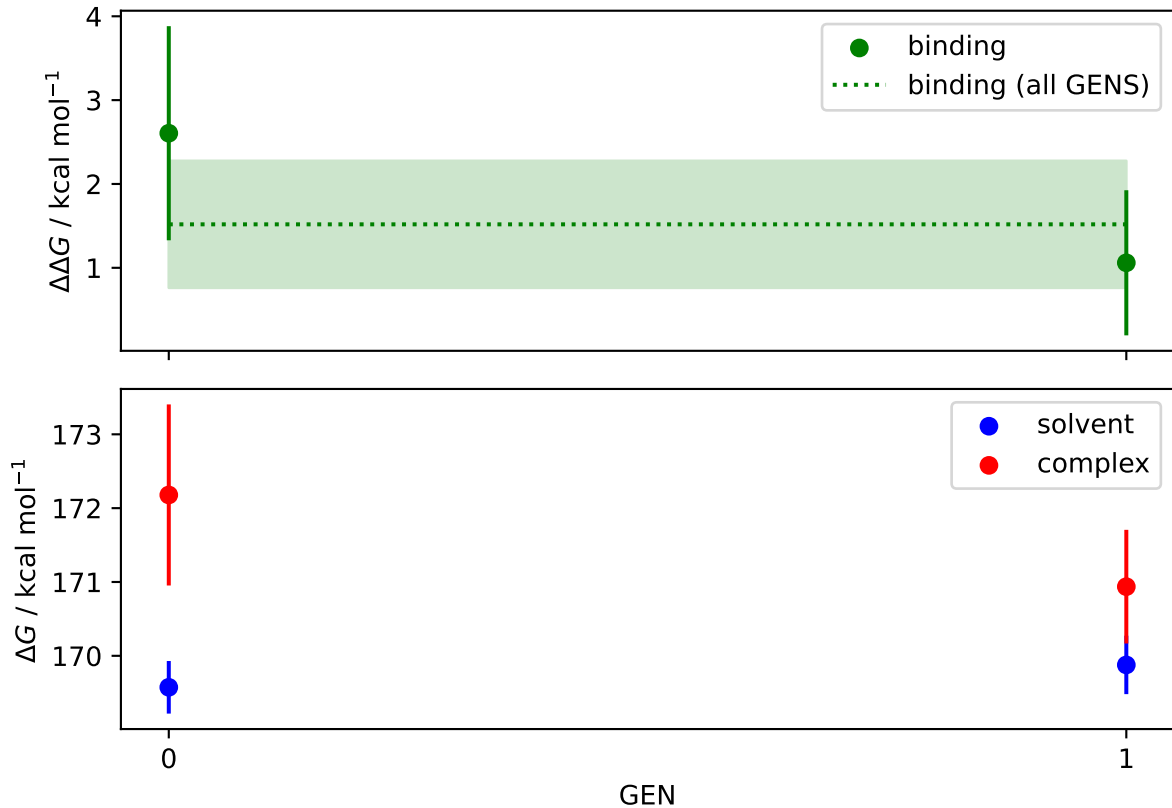 4
3
2
1
ΔΔG / kcal mol⁻¹
binding
binding (all GENS)
173
172
171
170
ΔG / kcal mol⁻¹
solvent
complex
0
1
GEN